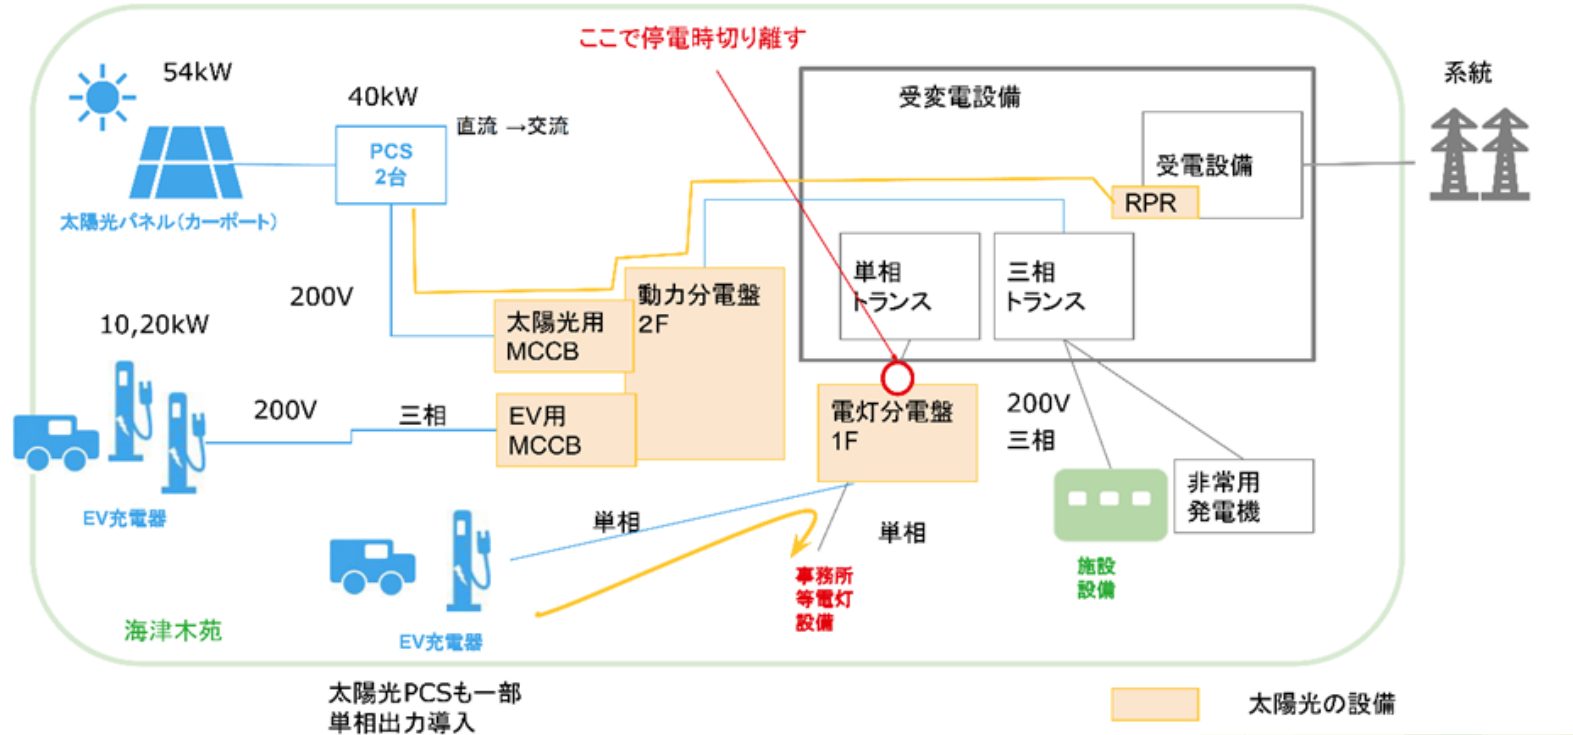 ここで停電時切り離す
54kW
40kW
直流 →交流
PCS
2台
太陽光パネル(カーポート)
受変電設備
系統
受電設備
RPR
単相
トランス
三相
トランス
200V
動力分電盤
2F
太陽光用
MCCB
10,20kW
200V
三相
EV用
MCCB
電灯分電盤
1F
200V
三相
EV充電器
単相
単相
非常用
発電機
事務所
等電灯
設備
施設
設備
海津木苑
EV充電器
太陽光PCSも一部
単相出力導入
太陽光の設備